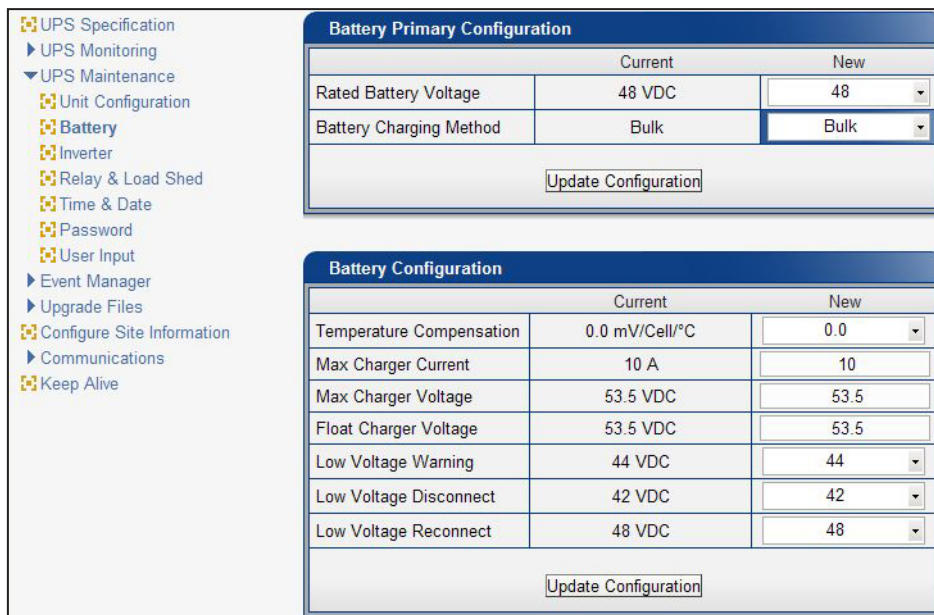 UPS Specification
UPS Monitoring
UPS Maintenance
Unit Configuration
Battery
Inverter
Relay & Load Shed
Time & Date
Password
User Input
Event Manager
Upgrade Files
Configure Site Information
Communications
Keep Alive
Battery Primary Configuration
Current New
Rated Battery Voltage 48 VDC 48
Battery Charging Method Bulk Bulk
Update Configuration
Battery Configuration
Current New
Temperature Compensation 0.0 mV/Cell/°C 0.0
Max Charger Current 10 A 10
Max Charger Voltage 53.5 VDC 53.5
Float Charger Voltage 53.5 VDC 53.5
Low Voltage Warning 44 VDC 44
Low Voltage Disconnect 42 VDC 42
Low Voltage Reconnect 48 VDC 48
Update Configuration